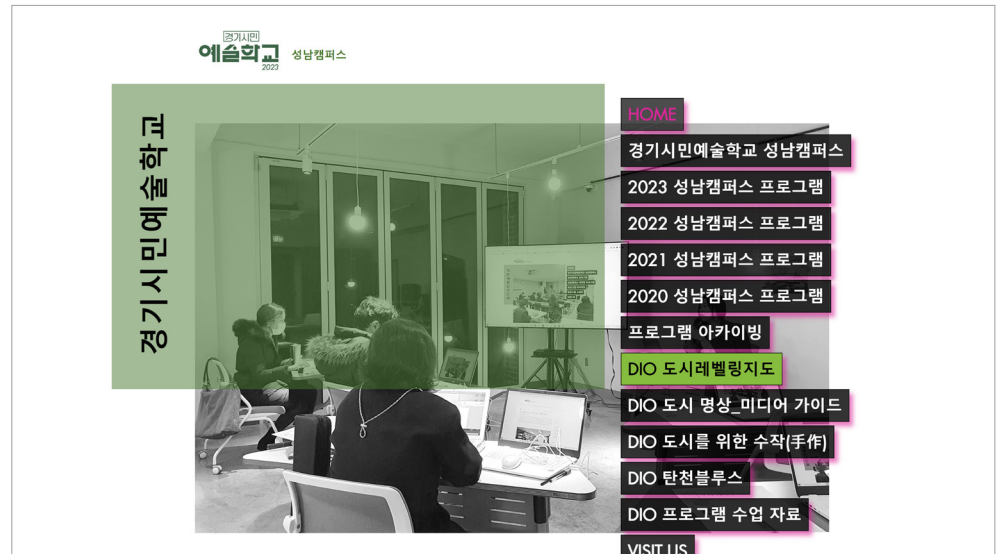 경기시민
예술학교
2023
성남캠퍼스
경기시민예술학교
HOME
경기시민예술학교 성남캠퍼스
2023 성남캠퍼스 프로그램
2022 성남캠퍼스 프로그램
2021 성남캠퍼스 프로그램
2020 성남캠퍼스 프로그램
프로그램 아카이빙
DIO 도시레벨링지도
DIO 도시 명상_미디어 가이드
DIO 도시를 위한 수작(手作)
DIO 탄천블루스
DIO 프로그램 수업 자료
VISIT US